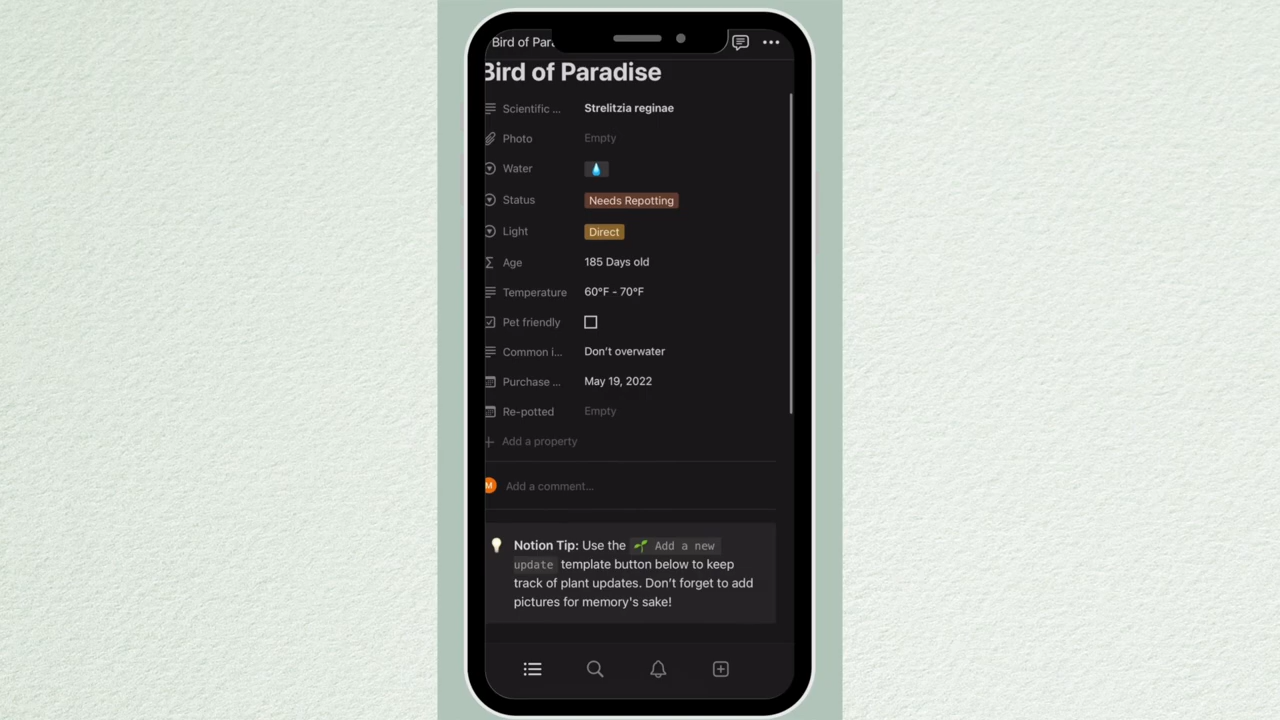 Bird of Par
Bird of Paradise
Scientific ... Strelitzia reginae
Photo Empty
Water 💧
Status Needs Repotting
Light Direct
Age 185 Days old
Temperature 60°F - 70°F
Pet friendly
Common i... Don't overwater
Purchase ... May 19, 2022
Re-potted Empty
Add a property
M Add a comment...
Notion Tip: Use the 🌱 Add a new
update template button below to keep
track of plant updates. Don't forget to add
pictures for memory's sake!